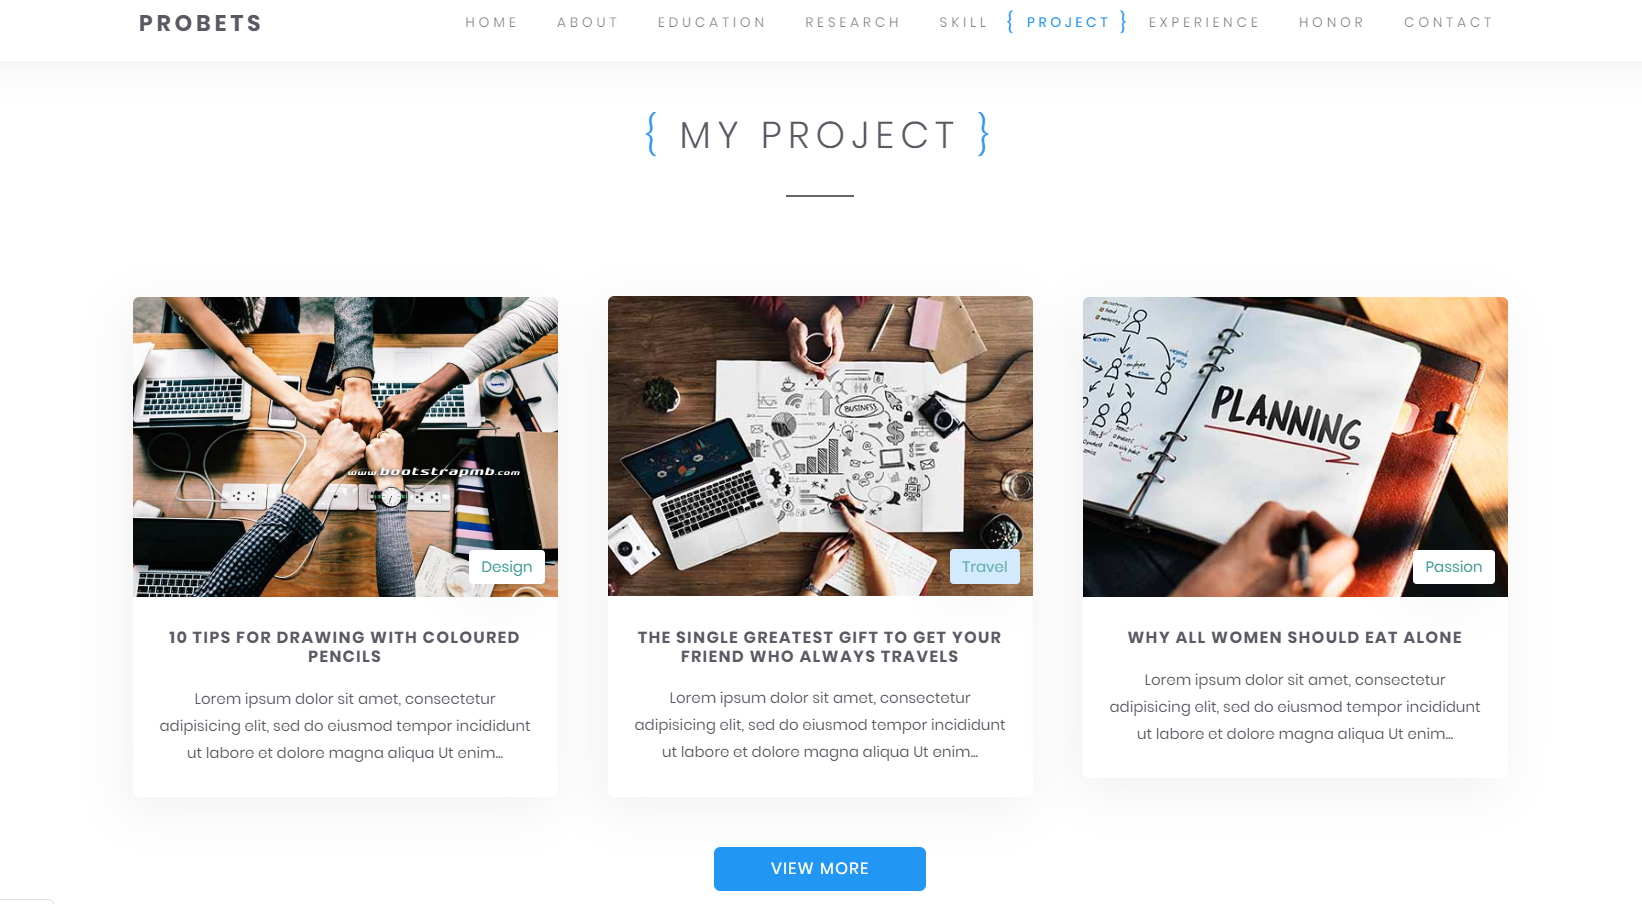 PROBETS
HOME ABOUT EDUCATION RESEARCH SKILL { PROJECT } EXPERIENCE HONOR CONTACT
{ MY PROJECT }
www.bootstrapmb.com
Design
10 TIPS FOR DRAWING WITH COLOURED
PENCILS
Lorem ipsum dolor sit amet, consectetur
adipisicing elit, sed do eiusmod tempor incididunt
ut labore et dolore magna aliqua Ut enim...
BUSINESS
Travel
THE SINGLE GREATEST GIFT TO GET YOUR
FRIEND WHO ALWAYS TRAVELS
Lorem ipsum dolor sit amet, consectetur
adipisicing elit, sed do eiusmod tempor incididunt
ut labore et dolore magna aliqua Ut enim...
PLANNING
Passion
WHY ALL WOMEN SHOULD EAT ALONE
Lorem ipsum dolor sit amet, consectetur
adipisicing elit, sed do eiusmod tempor incididunt
ut labore et dolore magna aliqua Ut enim...
VIEW MORE